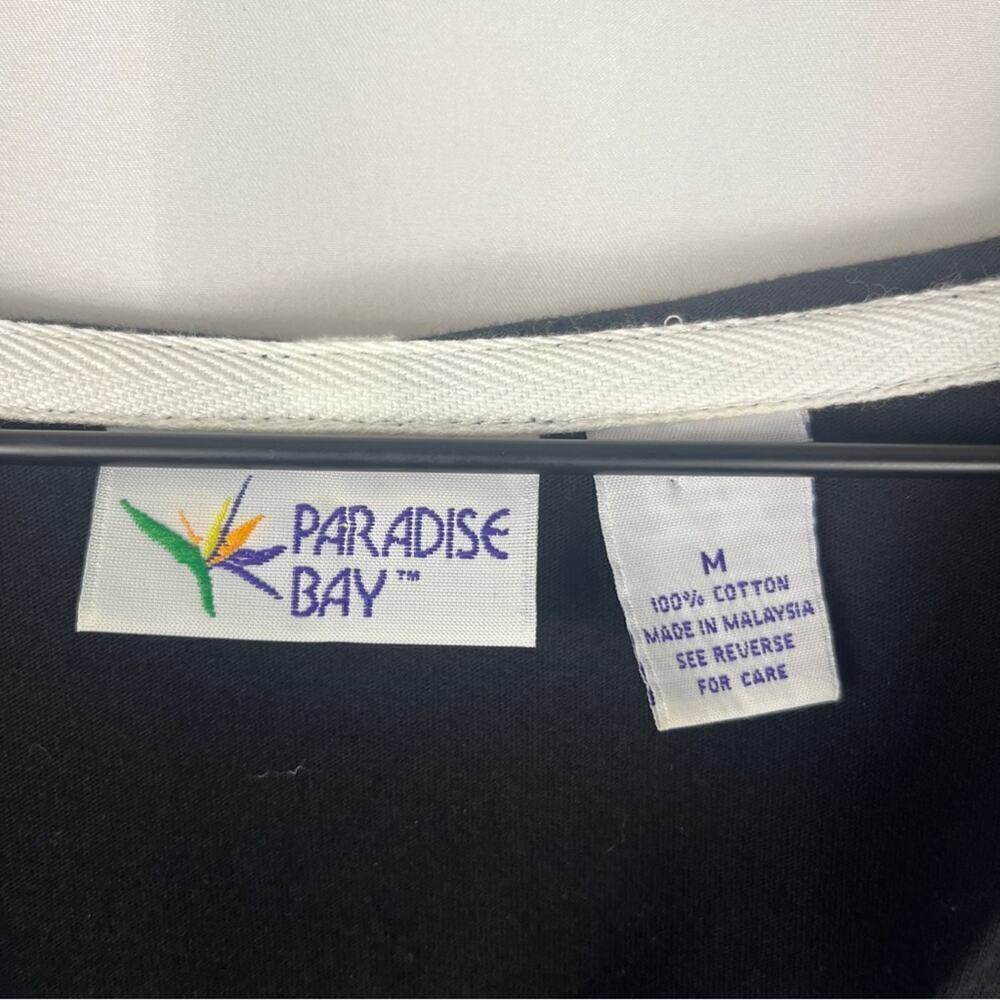 PARADISE
BAY™
M
100% COTTON
MADE IN MALAYSIA
SEE REVERSE
FOR CARE